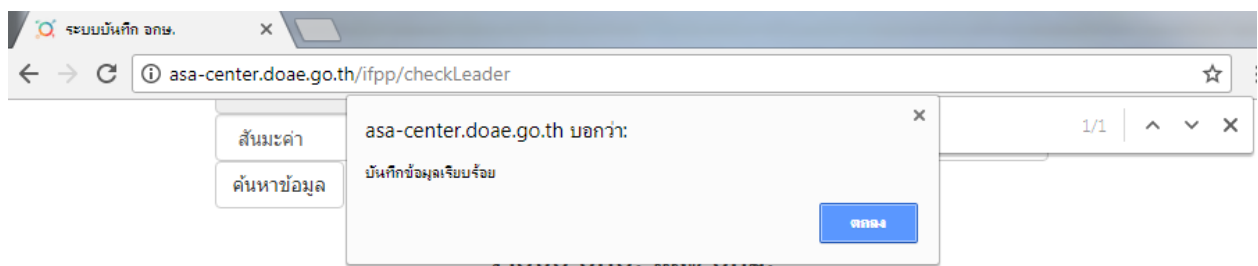 ระบบบันทึก อกษ.
asa-center.doae.go.th/ifpp/checkLeader
asa-center.doae.go.th บอกว่า:
1/1
สันมะค่า
บันทึกข้อมูลเรียบร้อย
ค้นหาข้อมูล
ตกลง